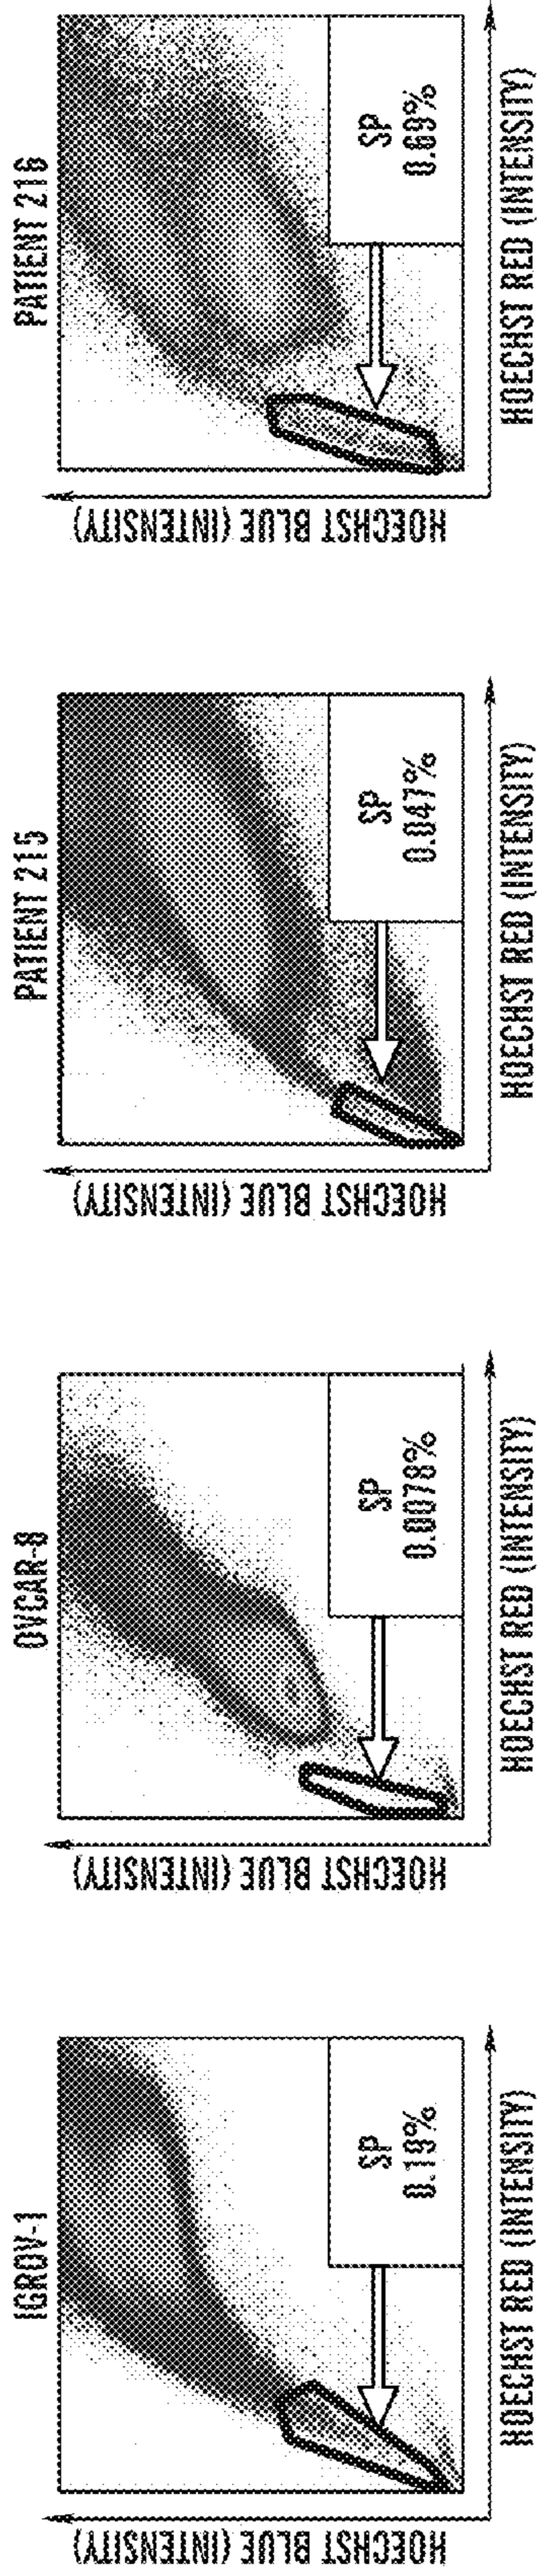 IGROV-1
SP
0.19%
HOECHST BLUE (INTENSITY)
HOECHST RED (INTENSITY)
OVCAR-8
SP
0.0078%
HOECHST BLUE (INTENSITY)
HOECHST RED (INTENSITY)
PATIENT 215
SP
0.047%
HOECHST BLUE (INTENSITY)
HOECHST RED (INTENSITY)
PATIENT 216
SP
0.69%
HOECHST BLUE (INTENSITY)
HOECHST RED (INTENSITY)